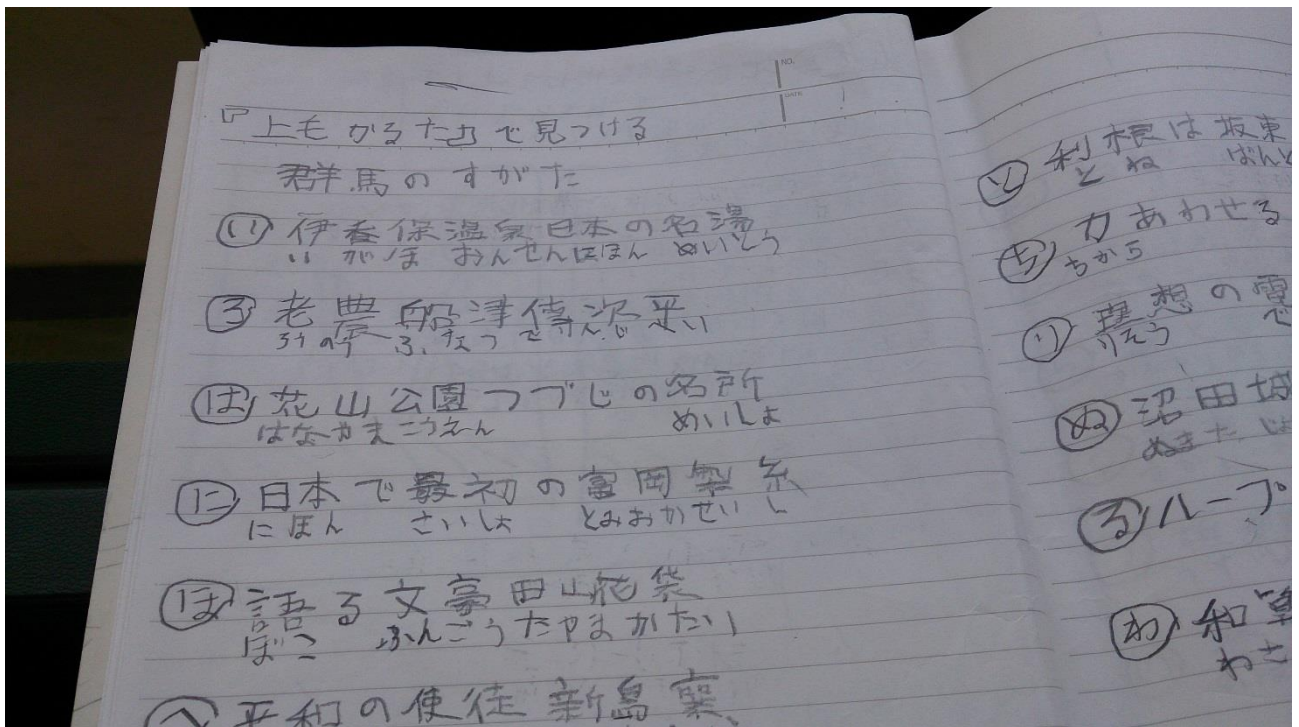 NO.
DATE
『上毛かるた』で見つける
群馬のすがた
い 伊香保温泉日本の名湯
いがほ おんせんにほん めいとう
ろ 老農船津傳次平
ろうのう ふなつでんじべい
は 花山公園つづじの名所
はなやまこうえん めいしょ
に 日本で最初の富岡製糸
にほん さいしょ とみおかせいし
ほ 語る文豪田山花袋
ぼこ ぶんごうたやまかたい
へ 平和の使徒新島襄
と 利根は坂東
とね ばんど
ち 力あわせる
ちから
り 理想の電
りそう で
ぬ 沼田城
ぬまたじょ
る ループ
わ 和算
わさ